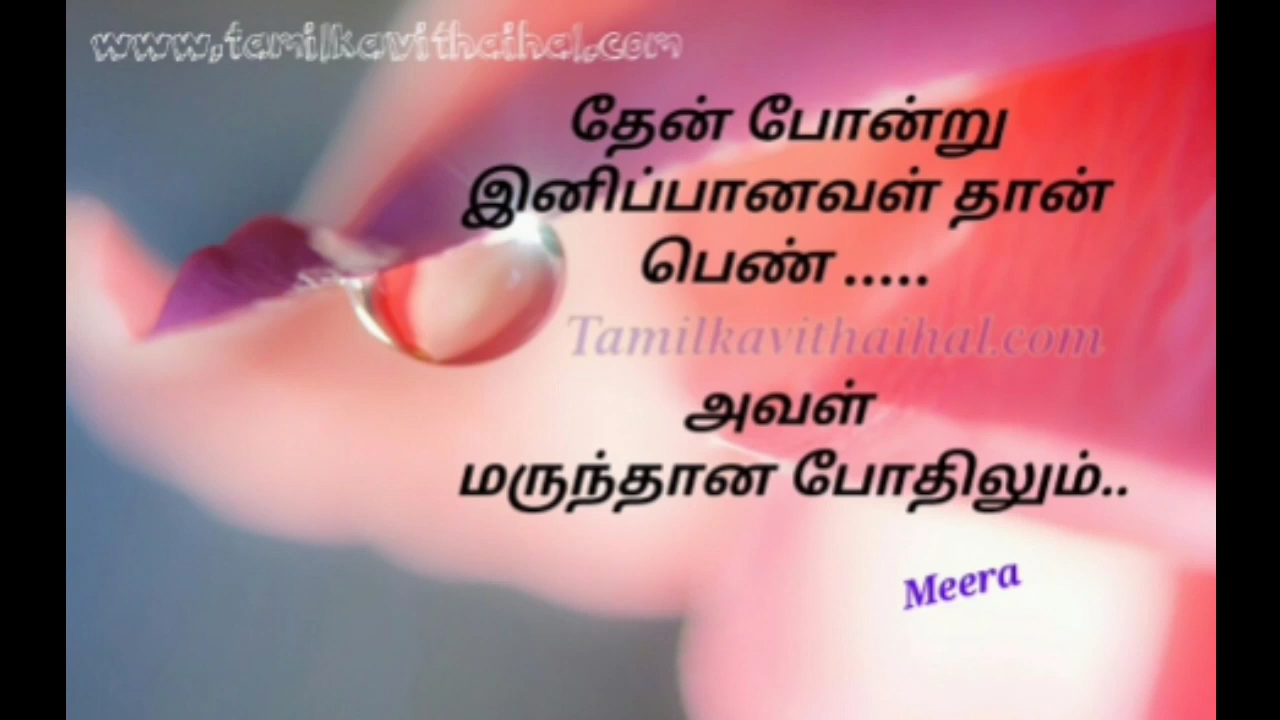 www.tamilkavithaihal.com
தேன் போன்று
இனிப்பானவள் தான்
பெண் .....
Tamilkavithaihal.com
அவள்
மருந்தான போதிலும்..
Meera